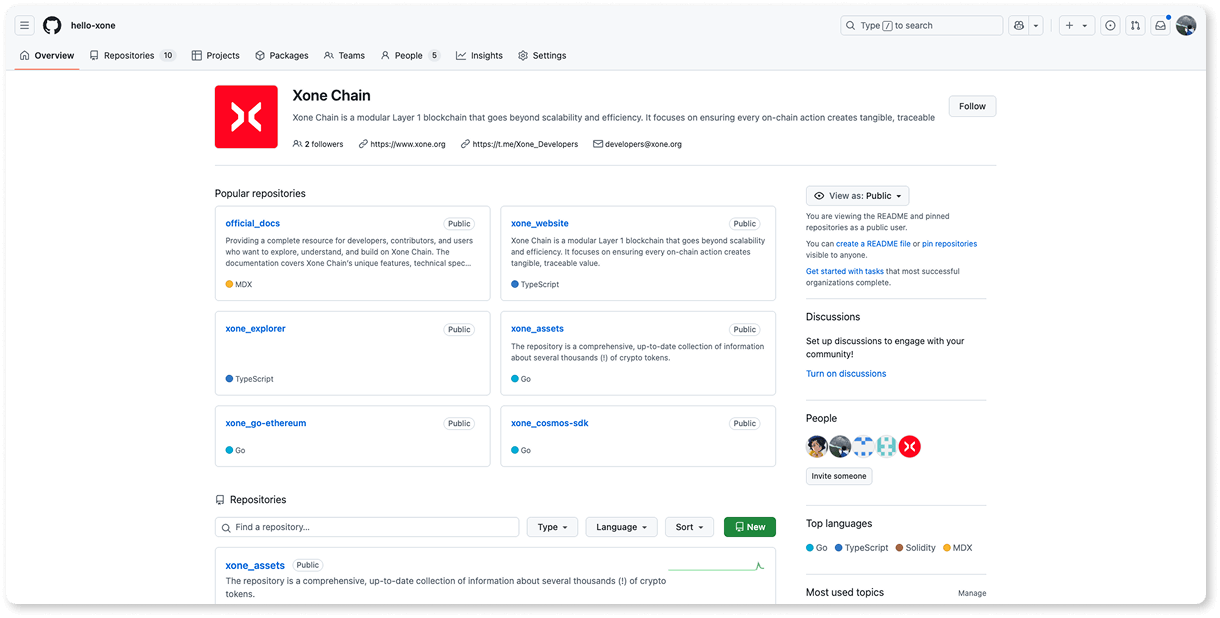 hello-xone
Type / to search
Overview
Repositories 10
Projects
Packages
Teams
People 5
Insights
Settings
Xone Chain
Xone Chain is a modular Layer 1 blockchain that goes beyond scalability and efficiency. It focuses on ensuring every on-chain action creates tangible, traceable
Follow
2 followers
https://www.xone.org
https://t.me/Xone_Developers
developers@xone.org
Popular repositories
official_docs
Public
Providing a complete resource for developers, contributors, and users
who want to explore, understand, and build on Xone Chain. The
documentation covers Xone Chain's unique features, technical spec...
MDX
xone_website
Public
Xone Chain is a modular Layer 1 blockchain that goes beyond scalability
and efficiency. It focuses on ensuring every on-chain action creates
tangible, traceable value.
TypeScript
xone_explorer
Public
TypeScript
xone_assets
Public
The repository is a comprehensive, up-to-date collection of information
about several thousands (!) of crypto tokens.
Go
xone_go-ethereum
Public
Go
xone_cosmos-sdk
Public
Go
Repositories
Find a repository...
Type
Language
Sort
New
xone_assets
Public
The repository is a comprehensive, up-to-date collection of information about several thousands (!) of crypto
tokens.
View as: Public
You are viewing the README and pinned
repositories as a public user.
You can create a README file or pin repositories
visible to anyone.
Get started with tasks that most successful
organizations complete.
Discussions
Set up discussions to engage with your
community!
Turn on discussions
People
Invite someone
Top languages
Go TypeScript Solidity MDX
Most used topics
Manage